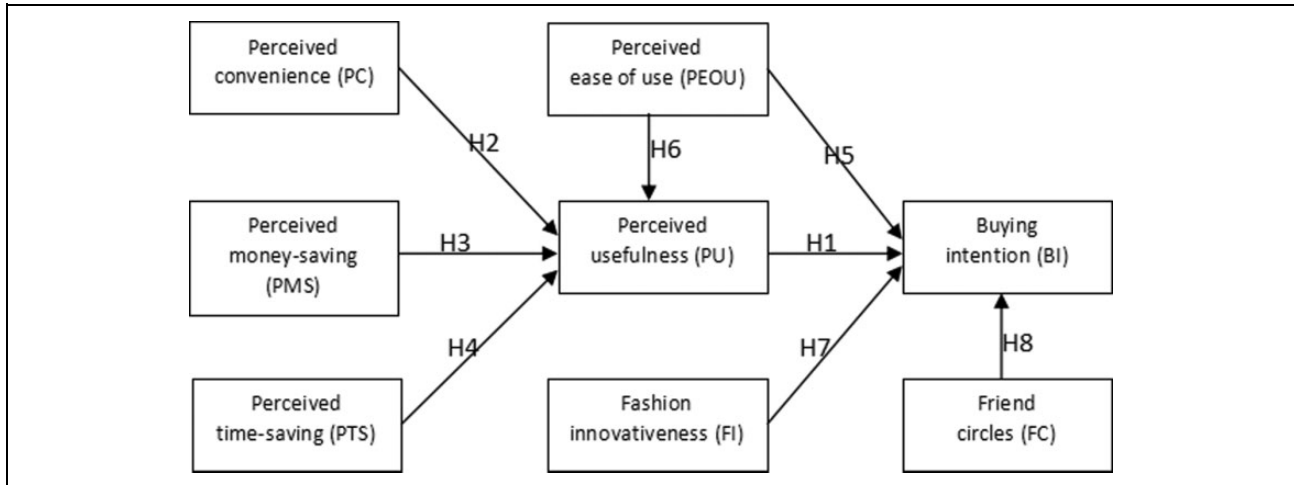 Perceived
convenience (PC)
Perceived
ease of use (PEOU)
H2
H6
H5
Perceived
money-saving
(PMS)
H3
Perceived
usefulness (PU)
H1
Buying
intention (BI)
H4
H7
H8
Perceived
time-saving (PTS)
Fashion
innovativeness (FI)
Friend
circles (FC)